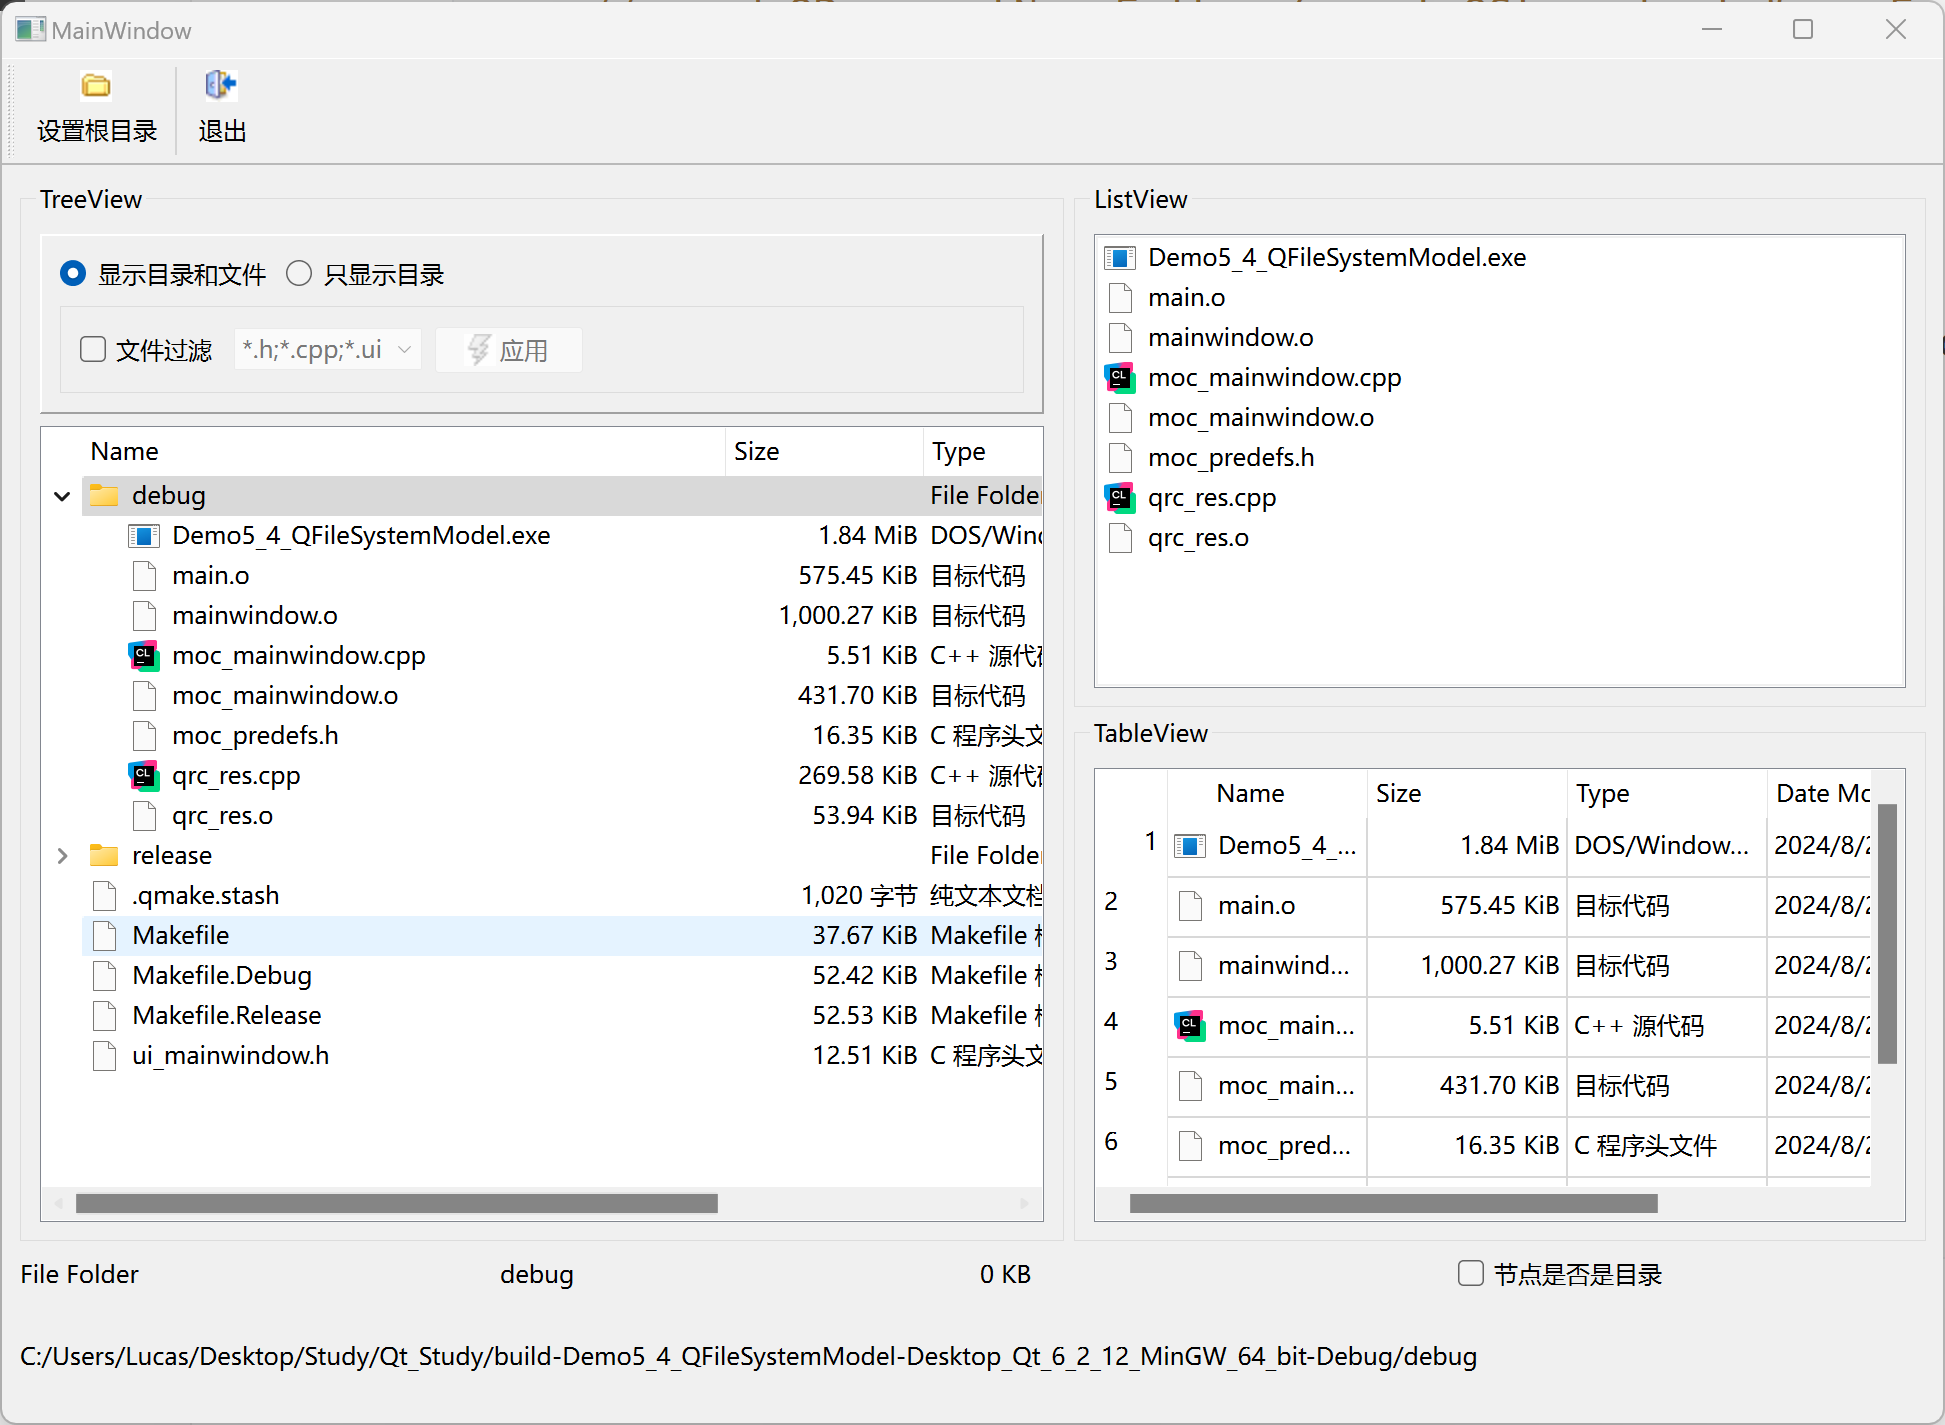 MainWindow
设置根目录 退出
TreeView
显示目录和文件 只显示目录
文件过滤 *.h;*.cpp;*.ui 应用
Name Size Type
debug File Folde
Demo5_4_QFileSystemModel.exe 1.84 MiB DOS/Wind
main.o 575.45 KiB 目标代码
mainwindow.o 1,000.27 KiB 目标代码
moc_mainwindow.cpp 5.51 KiB C++ 源代
moc_mainwindow.o 431.70 KiB 目标代码
moc_predefs.h 16.35 KiB C 程序头文
qrc_res.cpp 269.58 KiB C++ 源代
qrc_res.o 53.94 KiB 目标代码
release File Folde
.qmake.stash 1,020 字节 纯文本文档
Makefile 37.67 KiB Makefile
Makefile.Debug 52.42 KiB Makefile
Makefile.Release 52.53 KiB Makefile
ui_mainwindow.h 12.51 KiB C 程序头文
ListView
Demo5_4_QFileSystemModel.exe
main.o
mainwindow.o
moc_mainwindow.cpp
moc_mainwindow.o
moc_predefs.h
qrc_res.cpp
qrc_res.o
TableView
Name Size Type Date Mo
1 Demo5_4_... 1.84 MiB DOS/Window... 2024/8/2
2 main.o 575.45 KiB 目标代码 2024/8/2
3 mainwind... 1,000.27 KiB 目标代码 2024/8/2
4 moc_main... 5.51 KiB C++ 源代码 2024/8/2
5 moc_main... 431.70 KiB 目标代码 2024/8/2
6 moc_pred... 16.35 KiB C 程序头文件 2024/8/2
File Folder debug 0 KB 节点是否是目录
C:/Users/Lucas/Desktop/Study/Qt_Study/build-Demo5_4_QFileSystemModel-Desktop_Qt_6_2_12_MinGW_64_bit-Debug/debug